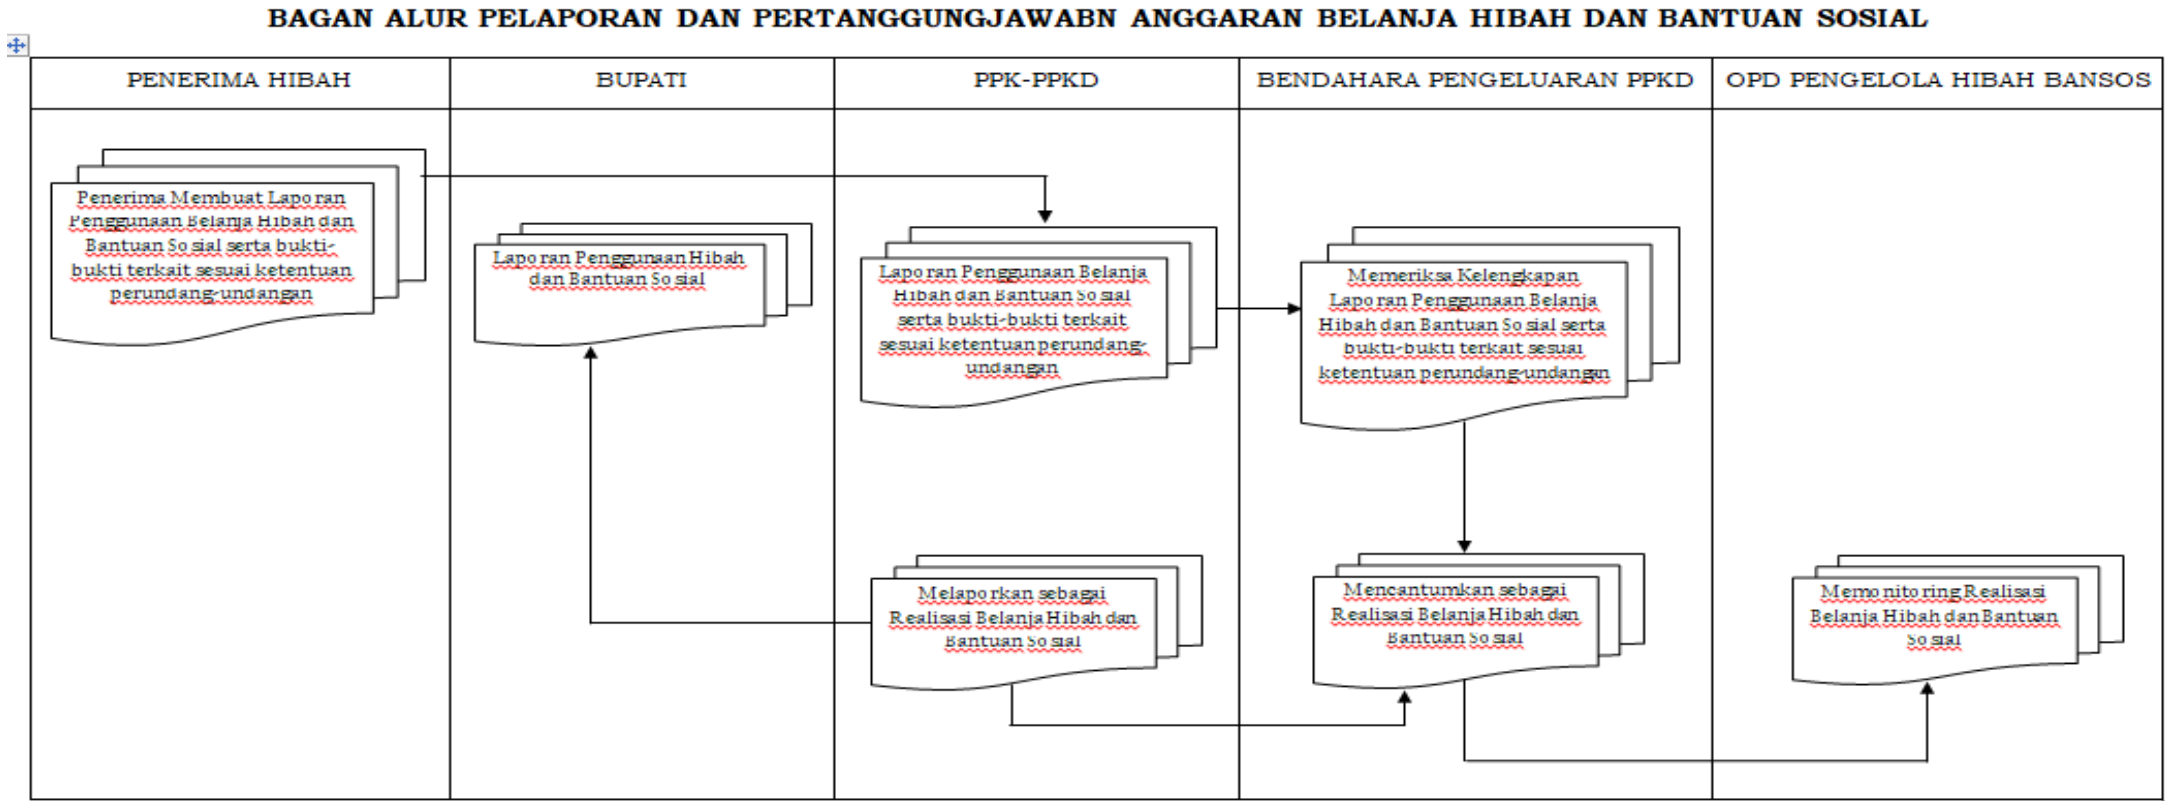 BAGAN ALUR PELAPORAN DAN PERTANGGUNGJAWABN ANGGARAN BELANJA HIBAH DAN BANTUAN SOSIAL
PENERIMA HIBAH
BUPATI
PPK-PPKD
BENDAHARA PENGELUARAN PPKD
OPD PENGELOLA HIBAH BANSOS
Penerima Membuat Laporan
Penggunaan Belanja Hibah dan
Bantuan Sosial serta bukti-
bukti terkait sesuai ketentuan
perundang-undangan
Laporan Penggunaan Hibah
dan Bantuan Sosial
Laporan Penggunaan Belanja
Hibah dan Bantuan Sosial
serta bukti-bukti terkait
sesuai ketentuan perundang-
undangan
Memeriksa Kelengkapan
Laporan Penggunaan Belanja
Hibah dan Bantuan Sosial serta
bukti-bukti terkait sesuai
ketentuan perundang-undangan
Melaporkan sebagai
Realisasi Belanja Hibah dan
Bantuan Sosial
Mencantumkan sebagai
Realisasi Belanja Hibah dan
Bantuan Sosial
Memonitoring Realisasi
Belanja Hibah dan Bantuan
Sosial